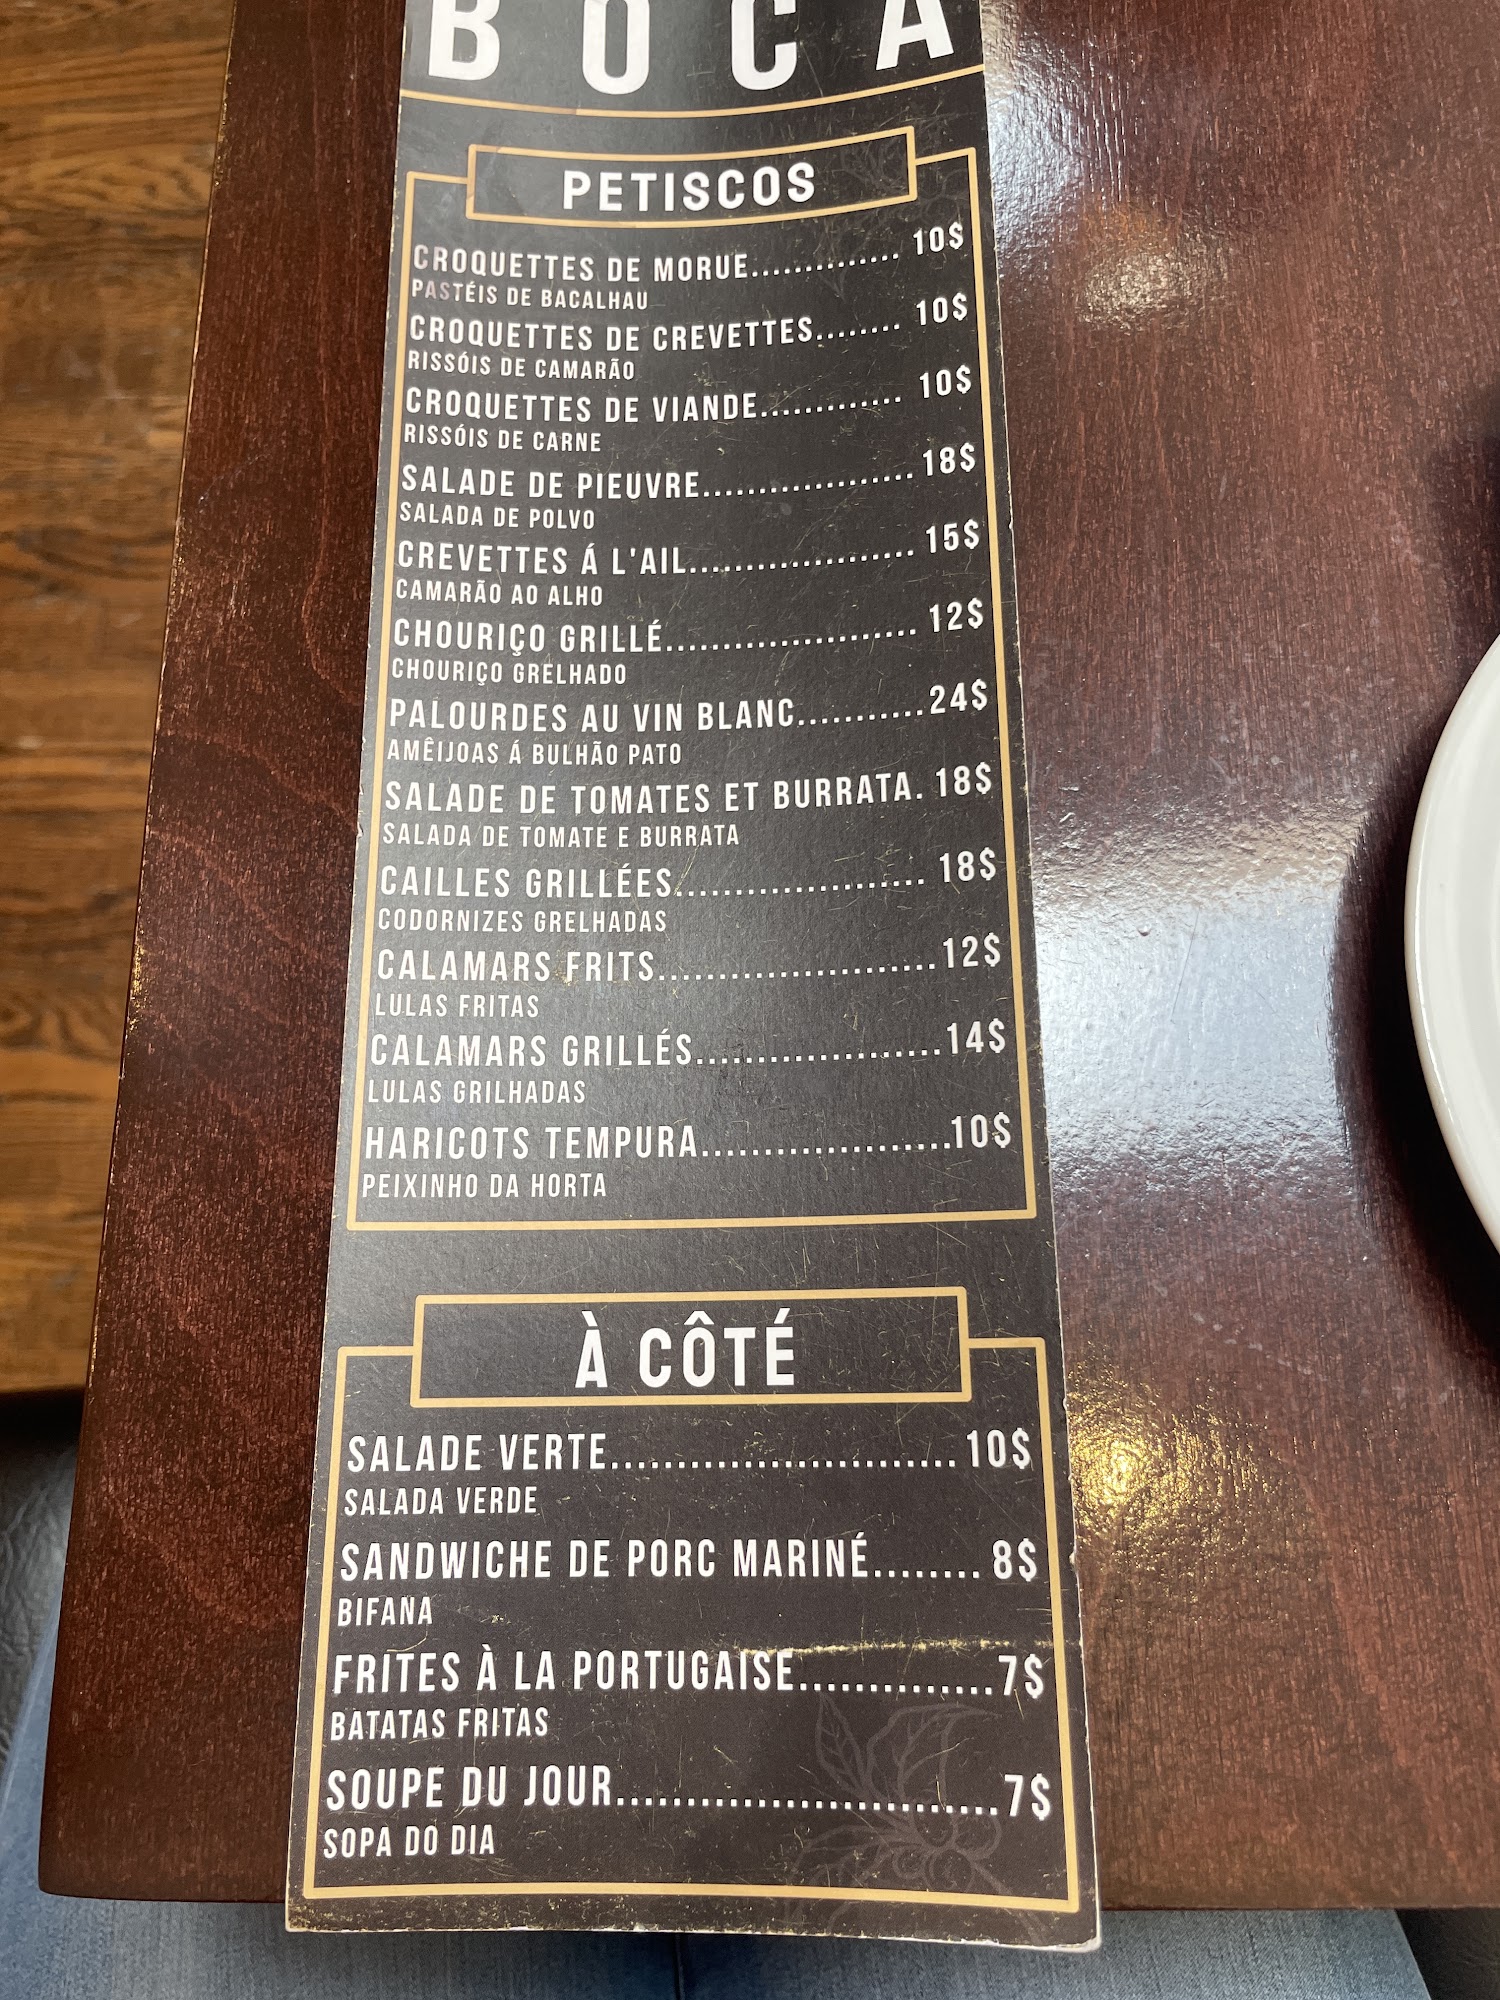 BOCA
PETISCOS
CROQUETTES DE MORUE.............. 10$
PASTÉIS DE BACALHAU
CROQUETTES DE CREVETTES........ 10$
RISSÓIS DE CAMARÃO
CROQUETTES DE VIANDE............. 10$
RISSÓIS DE CARNE
SALADE DE PIEUVRE................... 18$
SALADA DE POLVO
CREVETTES Á L'AIL.................... 15$
CAMARÃO AO ALHO
CHOURIÇO GRILLÉ...................... 12$
CHOURIÇO GRELHADO
PALOURDES AU VIN BLANC...........24$
AMÊIJOAS Á BULHÃO PATO
SALADE DE TOMATES ET BURRATA. 18$
SALADA DE TOMATE E BURRATA
CAILLES GRILLÉES...................... 18$
CODORNIZES GRELHADAS
CALAMARS FRITS........................12$
LULAS FRITAS
CALAMARS GRILLÉS.....................14$
LULAS GRILHADAS
HARICOTS TEMPURA.....................10$
PEIXINHO DA HORTA
À CÔTÉ
SALADE VERTE.......................... 10$
SALADA VERDE
SANDWICHE DE PORC MARINÉ........ 8$
BIFANA
FRITES À LA PORTUGAISE..............7$
BATATAS FRITAS
SOUPE DU JOUR...........................7$
SOPA DO DIA